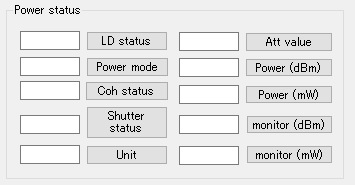 Power status
LD status
Att value
Power mode
Power (dBm)
Coh status
Power (mW)
Shutter
status
monitor (dBm)
Unit
monitor (mW)